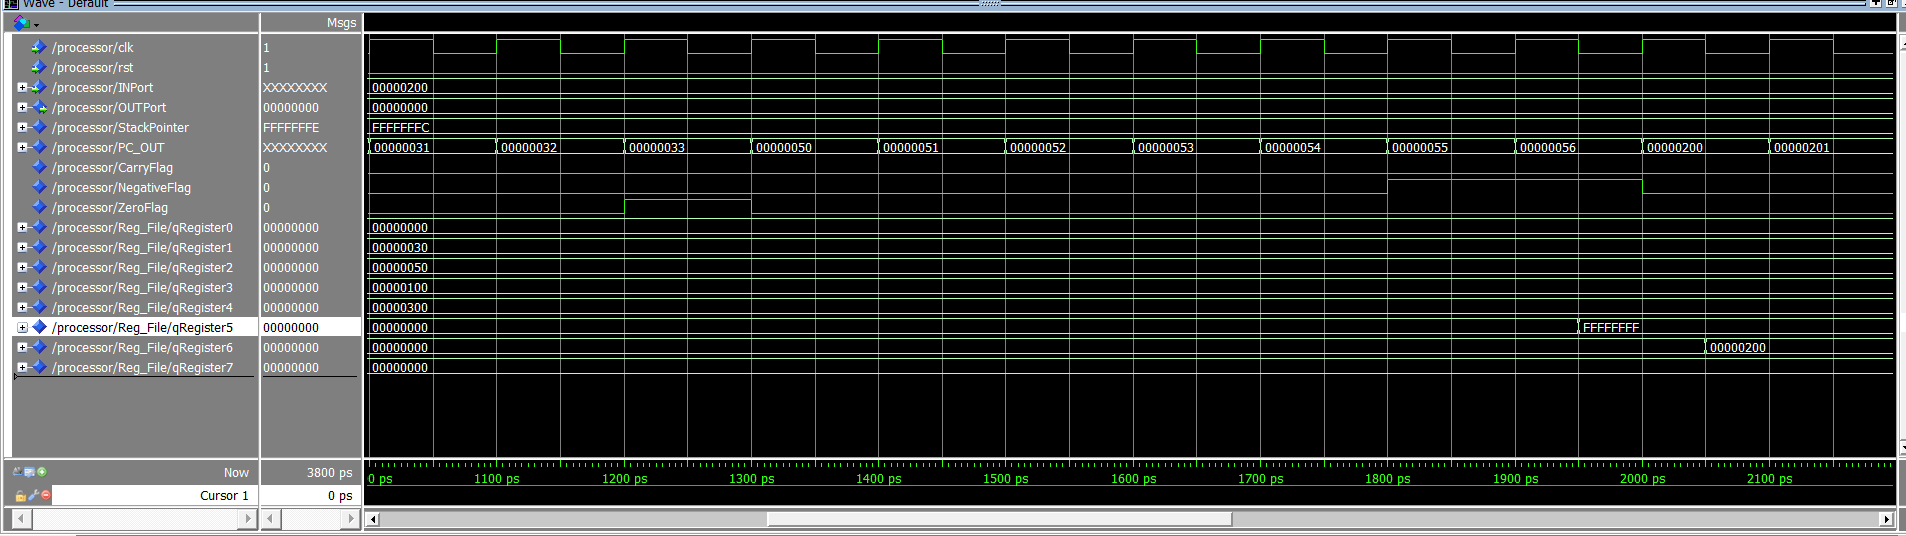 Wave - Default
Msgs
/processor/clk 1
/processor/rst 1
/processor/INPort XXXXXXXX 00000200
/processor/OUTPort 00000000 00000000
/processor/StackPointer FFFFFFFE FFFFFFFC
/processor/PC_OUT XXXXXXXX 00000031 00000032 00000033 00000050 00000051 00000052 00000053 00000054 00000055 00000056 00000200 00000201
/processor/CarryFlag 0
/processor/NegativeFlag 0
/processor/ZeroFlag 0
/processor/Reg_File/qRegister0 00000000 00000000
/processor/Reg_File/qRegister1 00000000 00000030
/processor/Reg_File/qRegister2 00000000 00000050
/processor/Reg_File/qRegister3 00000000 00000100
/processor/Reg_File/qRegister4 00000000 00000300
/processor/Reg_File/qRegister5 00000000 00000000 FFFFFFFF
/processor/Reg_File/qRegister6 00000000 00000000 00000200
/processor/Reg_File/qRegister7 00000000 00000000
Now 3800 ps 0 ps 1100 ps 1200 ps 1300 ps 1400 ps 1500 ps 1600 ps 1700 ps 1800 ps 1900 ps 2000 ps 2100 ps
Cursor 1 0 ps